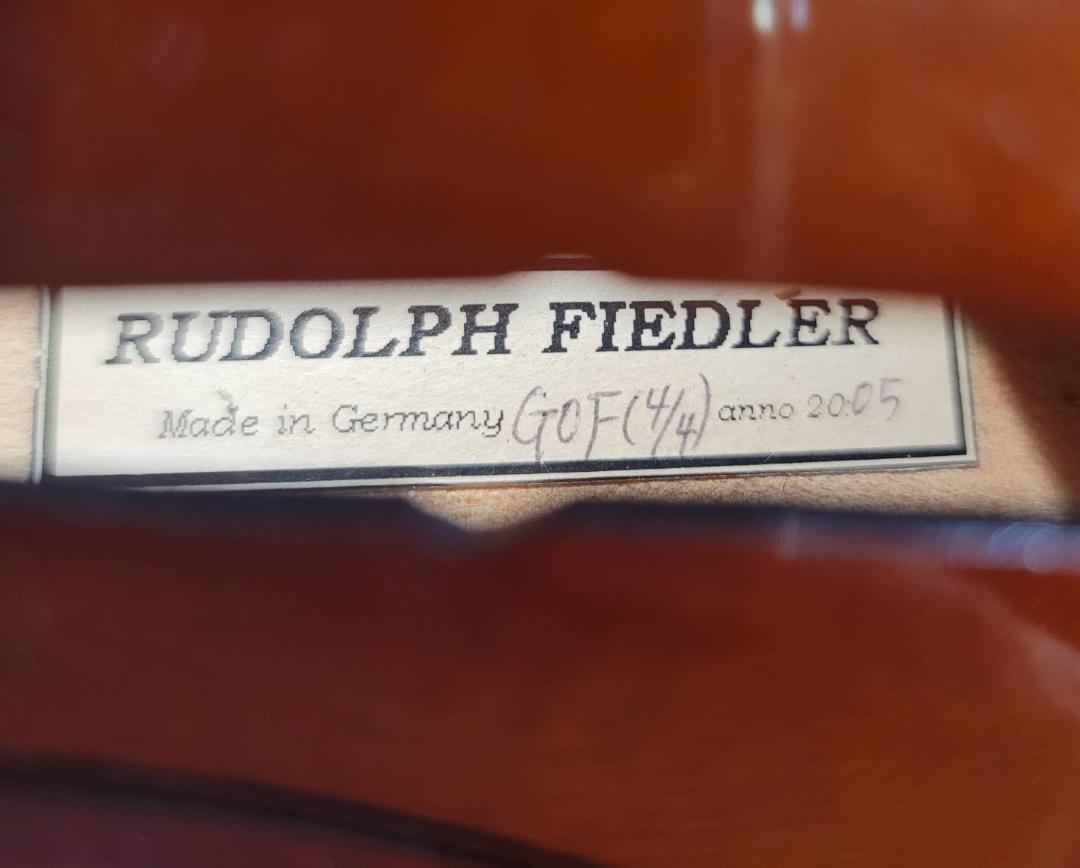 RUDOLPH FIEDLER
Made in Germany GOF(4/4) anno 2005